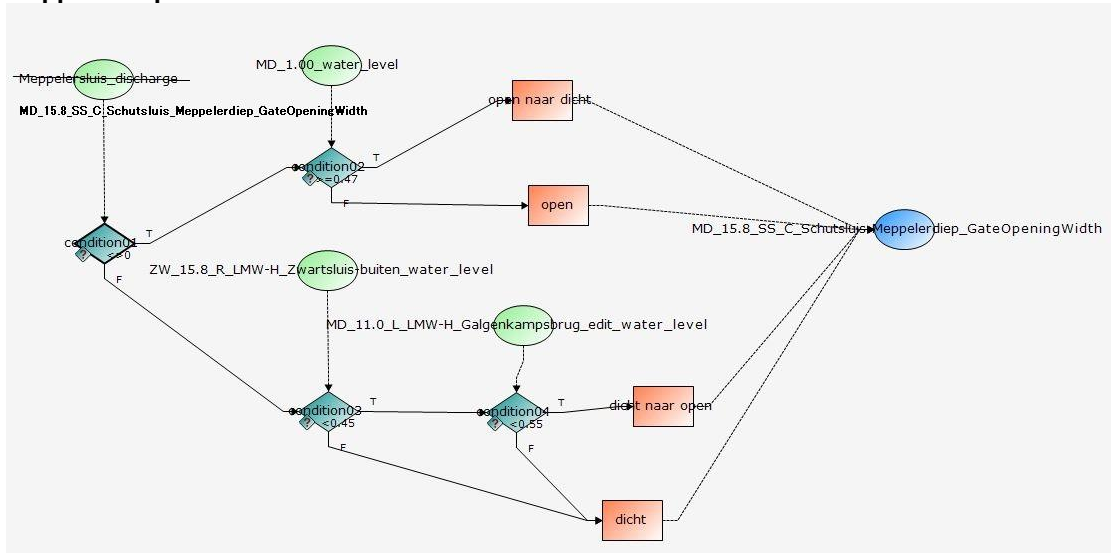 MD_1.00_water_level
Meppelersluis_discharge
MD_15.8_SS_C_Schutsluis_Meppelerdiep_GateOpeningWidth
open naar dicht
T
condition02
>=0.47
F
open
MD_15.8_SS_C_Schutsluis_Meppelerdiep_GateOpeningWidth
T
condition01
<>0
F
ZW_15.8_R_LMW-H_Zwartsluis-buiten_water_level
MD_11.0_L_LMW-H_Galgenkampsbrug_edit_water_level
T
condition03
<0.45
F
T
condition04
<0.55
F
dicht naar open
dicht